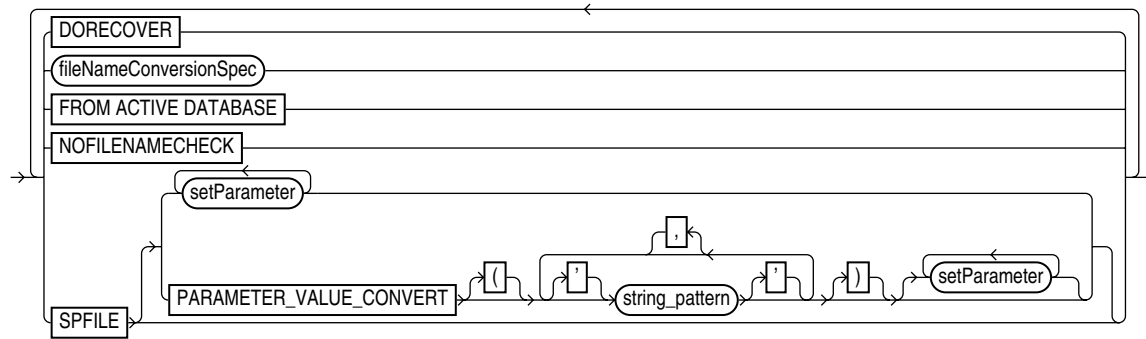 DORECOVER
fileNameConversionSpec
FROM ACTIVE DATABASE
NOFILENAMECHECK
setParameter
,
PARAMETER_VALUE_CONVERT ( ' string_pattern ' ) setParameter
SPFILE